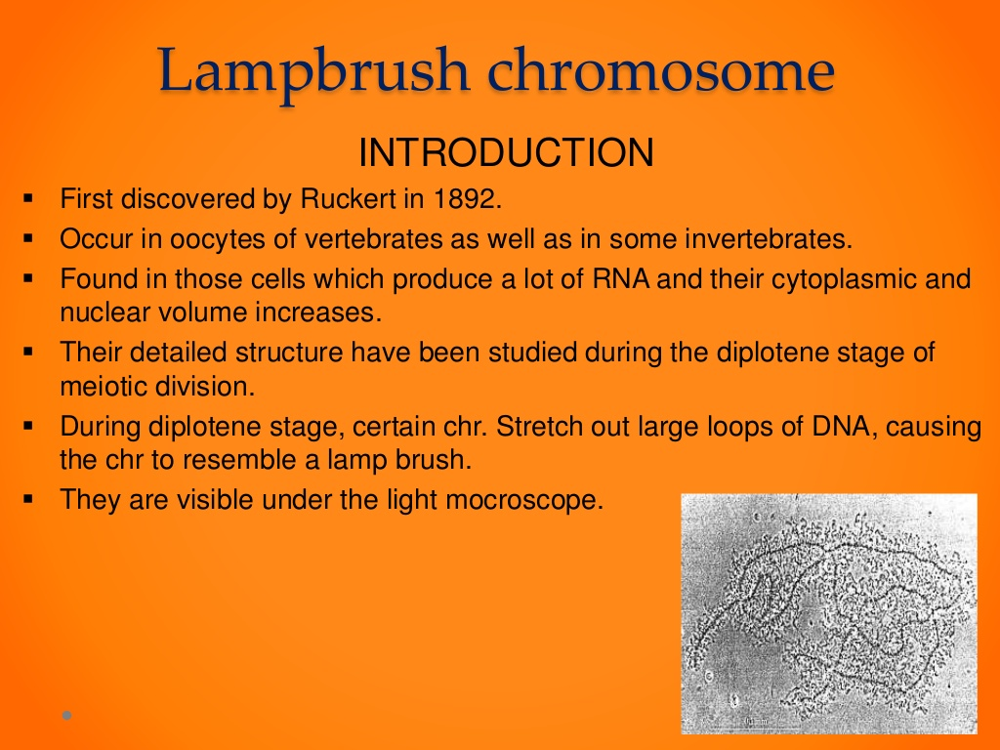 Lampbrush chromosome
INTRODUCTION
▪ First discovered by Ruckert in 1892.
▪ Occur in oocytes of vertebrates as well as in some invertebrates.
▪ Found in those cells which produce a lot of RNA and their cytoplasmic and
nuclear volume increases.
▪ Their detailed structure have been studied during the diplotene stage of
meiotic division.
▪ During diplotene stage, certain chr. Stretch out large loops of DNA, causing
the chr to resemble a lamp brush.
▪ They are visible under the light mocroscope.